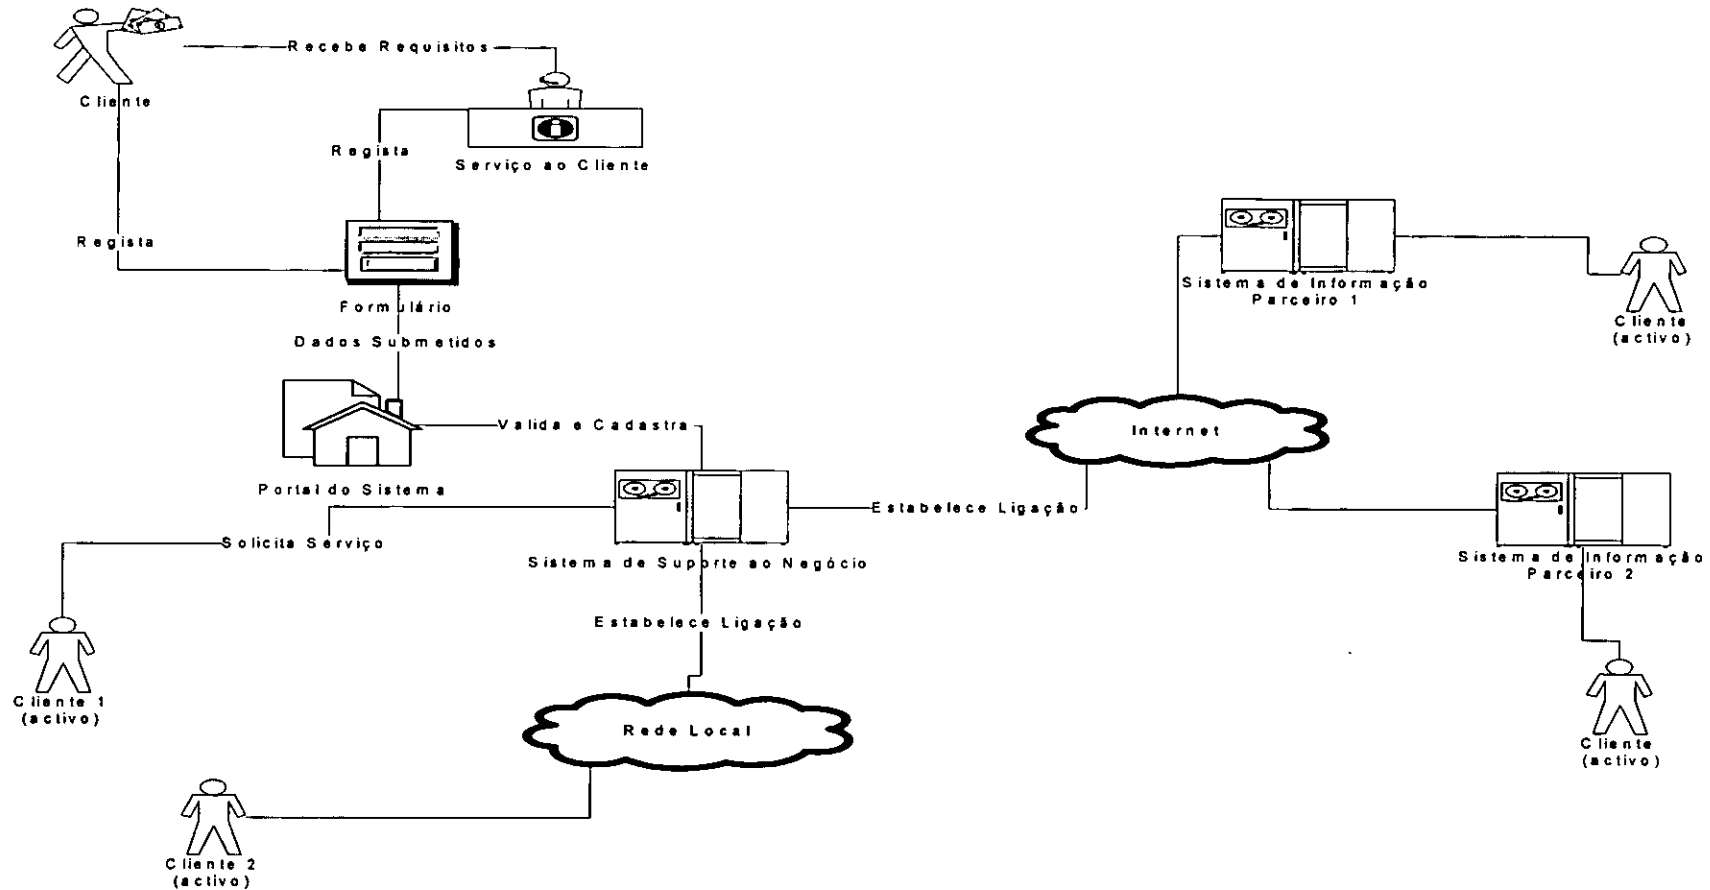 Recebe Requisitos
Cliente
Regista
Serviço ao Cliente
Regista
Formulário
Dados Submetidos
Valida e Cadastra
Portal do Sistema
Solicita Serviço
Sistema de Suporte ao Negócio
Estabelece Ligação
Internet
Sistema de Informação
Parceiro 1
Cliente
(activo)
Sistema de Informação
Parceiro 2
Cliente
(activo)
Estabelece Ligação
Cliente 1
(activo)
Rede Local
Cliente 2
(activo)